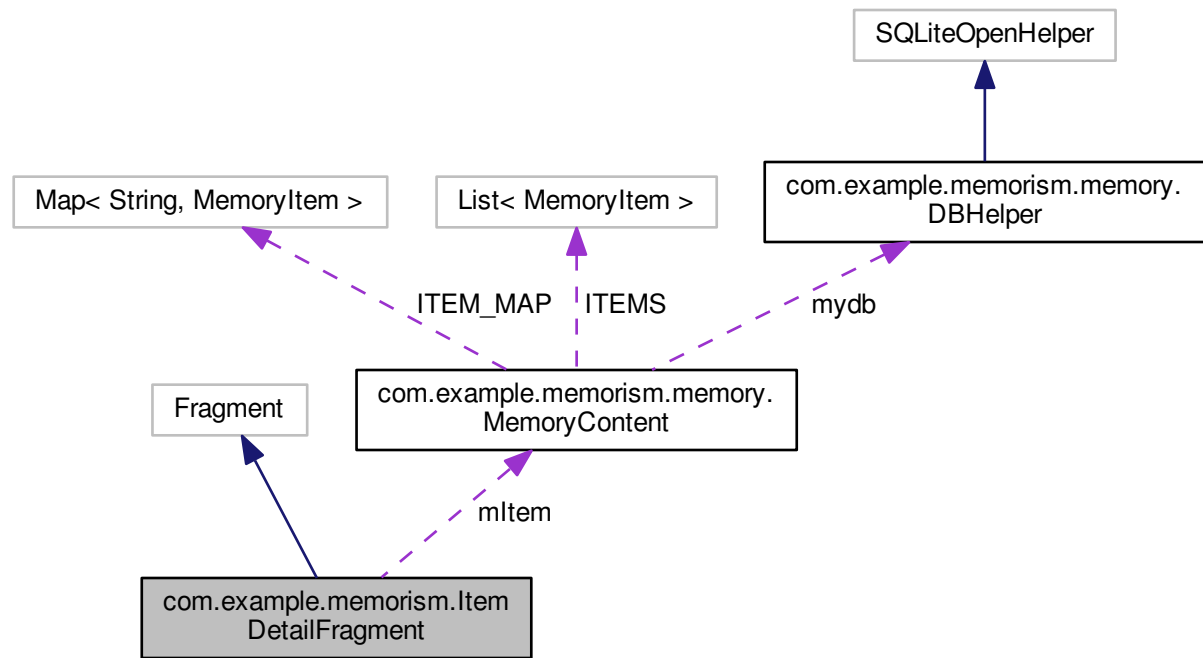 SQLiteOpenHelper
Map< String, MemoryItem >
List< MemoryItem >
com.example.memorism.memory.
DBHelper
ITEM_MAP
ITEMS
mydb
Fragment
com.example.memorism.memory.
MemoryContent
mItem
com.example.memorism.Item
DetailFragment